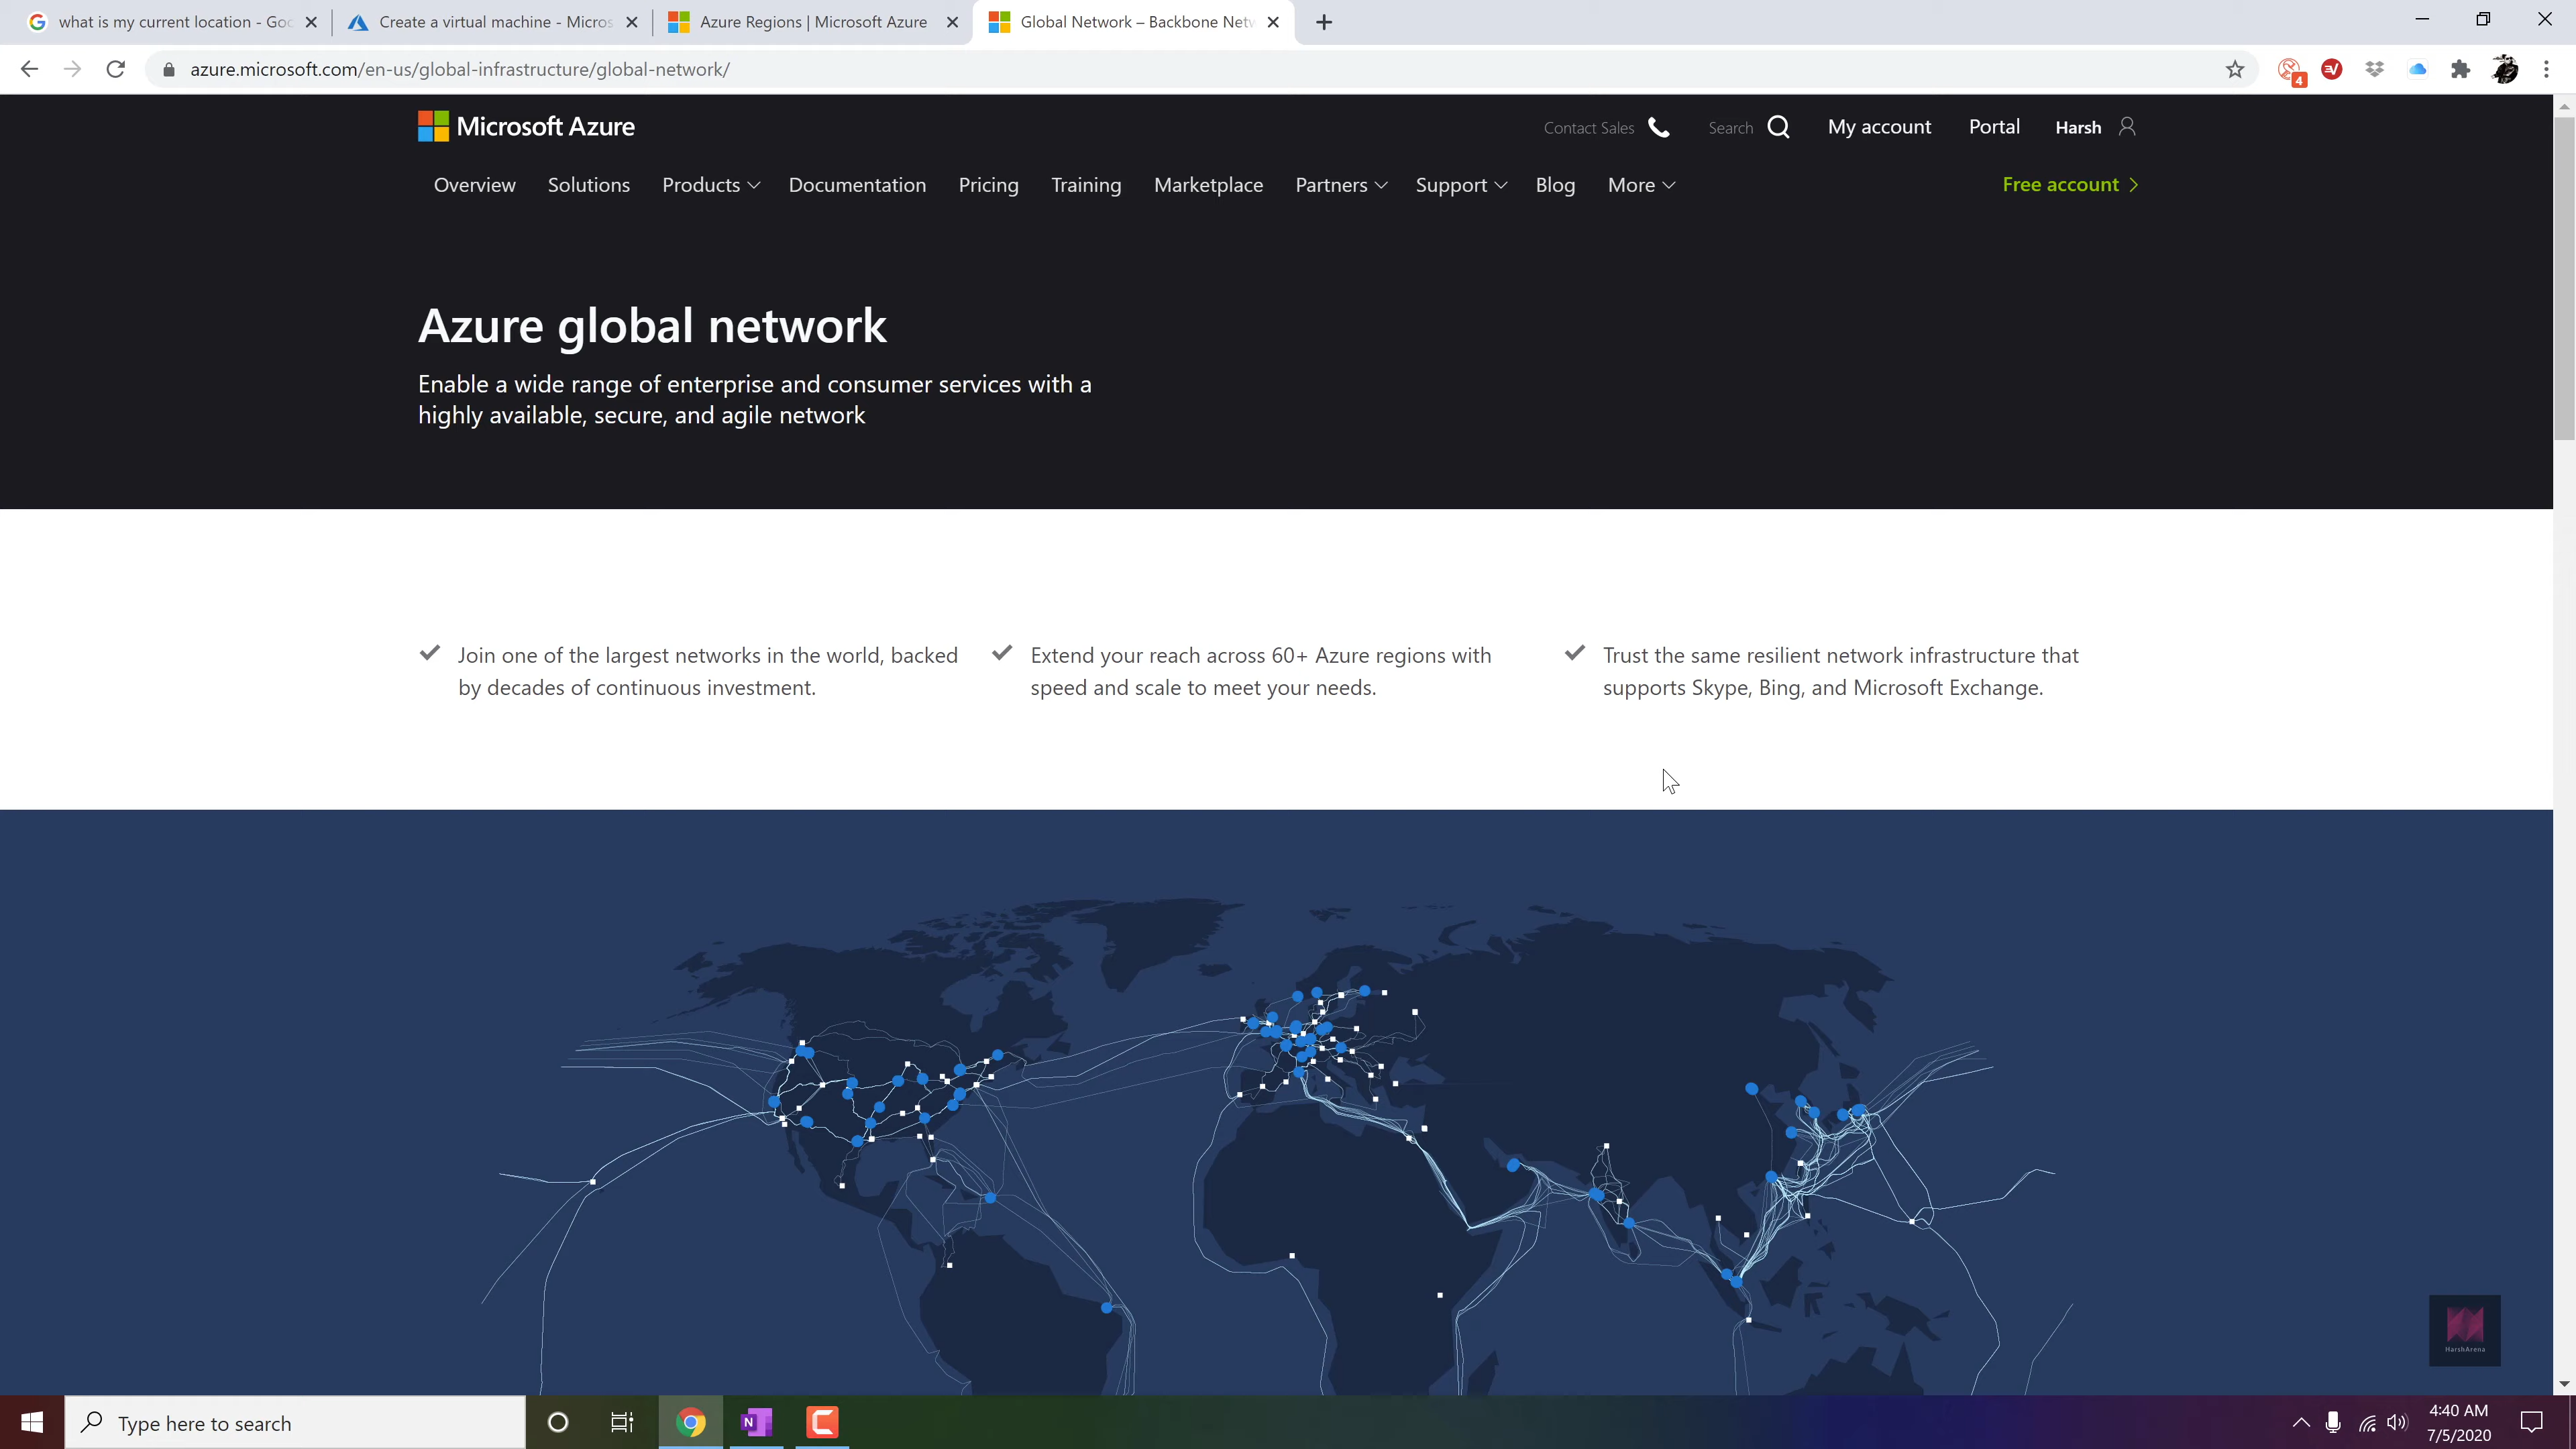 what is my current location - Goo
Create a virtual machine - Micros
Azure Regions | Microsoft Azure
Global Network – Backbone Netw
azure.microsoft.com/en-us/global-infrastructure/global-network/
4
Microsoft Azure
Contact Sales
Search
My account
Portal
Harsh
Overview
Solutions
Products
Documentation
Pricing
Training
Marketplace
Partners
Support
Blog
More
Free account
Azure global network
Enable a wide range of enterprise and consumer services with a
highly available, secure, and agile network
Join one of the largest networks in the world, backed
by decades of continuous investment.
Extend your reach across 60+ Azure regions with
speed and scale to meet your needs.
Trust the same resilient network infrastructure that
supports Skype, Bing, and Microsoft Exchange.
HarshArena
Type here to search
4:40 AM
7/5/2020